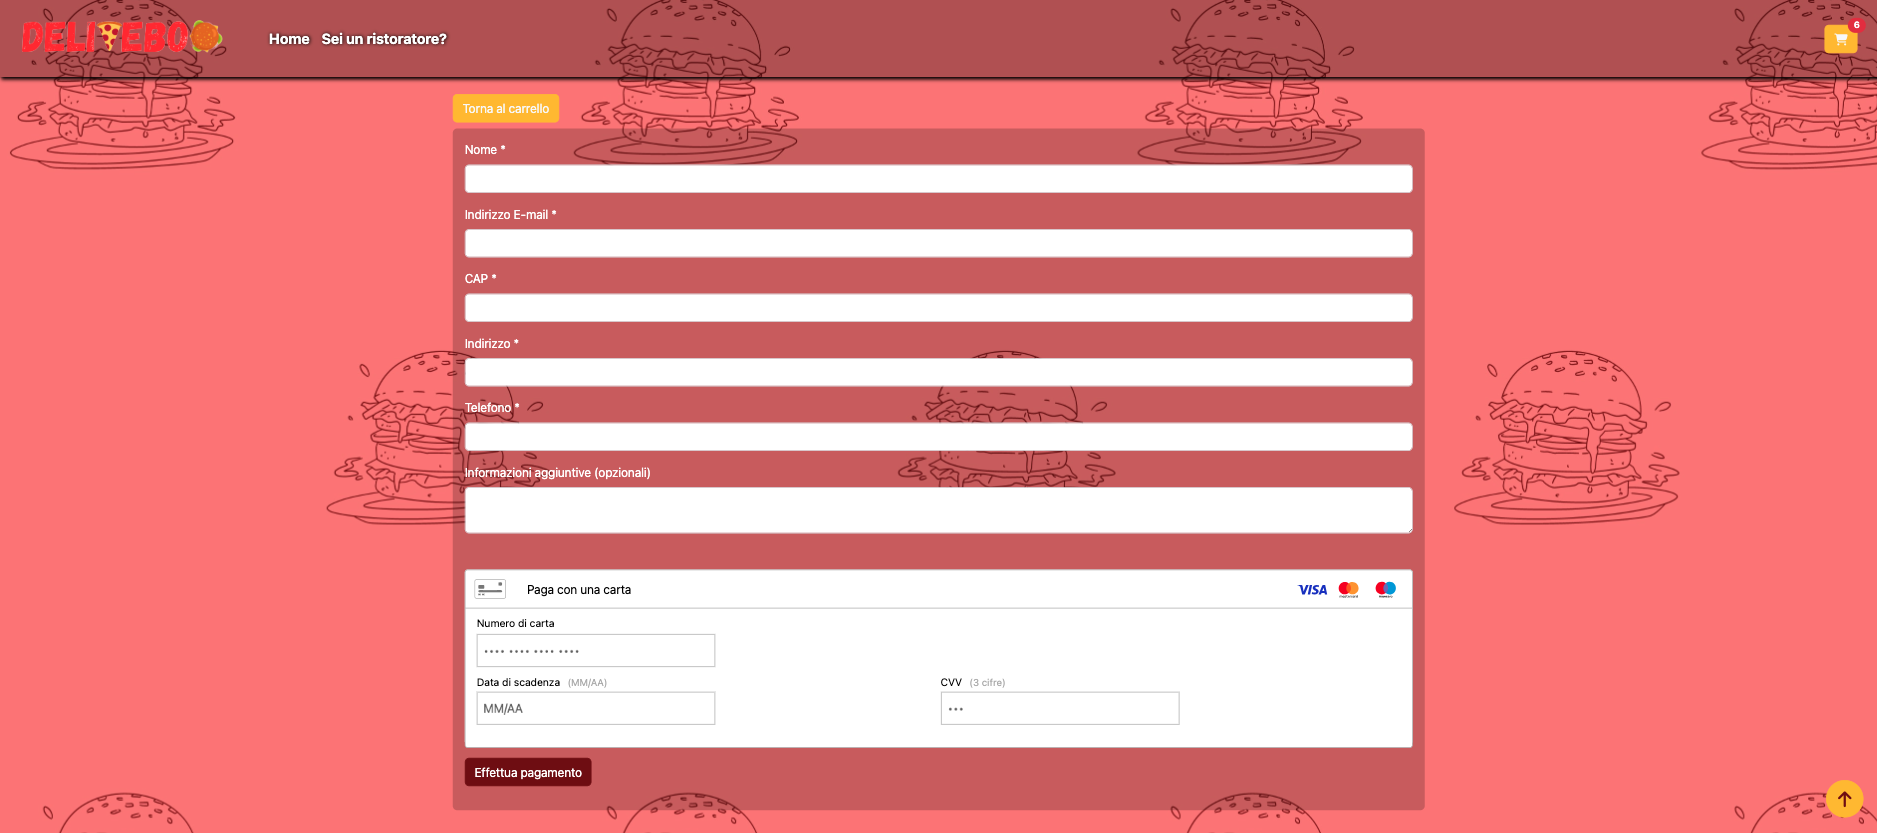 DELIVEBOO
Home Sei un ristoratore?
6
Torna al carrello
Nome *
Indirizzo E-mail *
CAP *
Indirizzo *
Telefono *
Informazioni aggiuntive (opzionali)
Paga con una carta
VISA
Numero di carta
•••• •••• •••• ••••
Data di scadenza (MM/AA)
CVV (3 cifre)
MM/AA
•••
Effettua pagamento